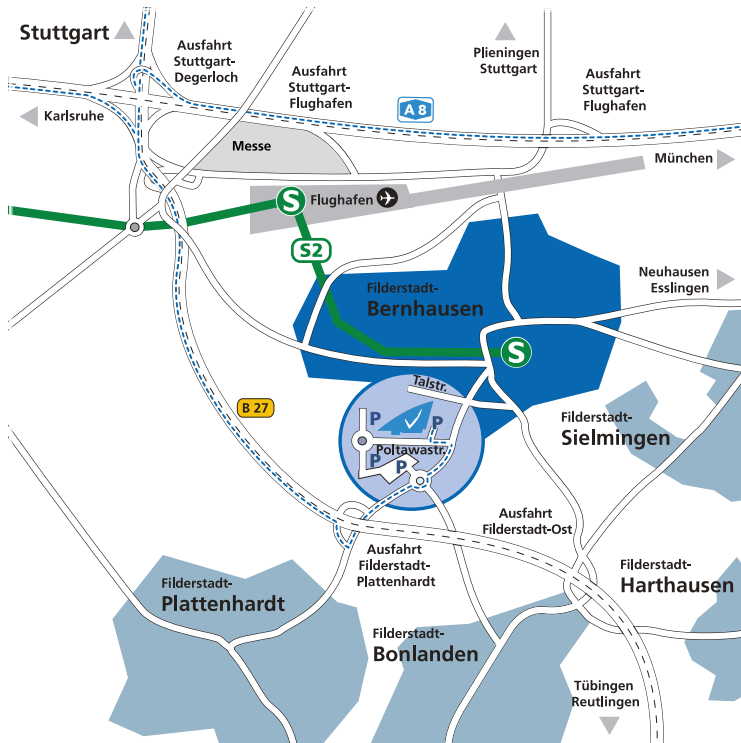 Stuttgart
Ausfahrt
Stuttgart-
Degerloch
Ausfahrt
Stuttgart-
Flughafen
Plieningen
Stuttgart
Ausfahrt
Stuttgart-
Flughafen
Karlsruhe
A 8
Messe
München
S
Flughafen
S2
Filderstadt-
Bernhausen
Neuhausen
Esslingen
S
Talstr.
B 27
P
P
Poltawastr.
P
P
Filderstadt-
Sielmingen
Ausfahrt
Filderstadt-Ost
Ausfahrt
Filderstadt-
Plattenhardt
Filderstadt-
Plattenhardt
Filderstadt-
Harthausen
Filderstadt-
Bonlanden
Tübingen
Reutlingen